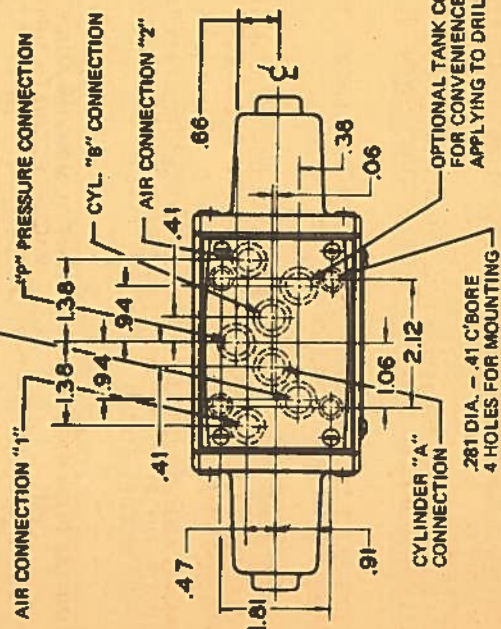 AIR CONNECTION "1"
"P" PRESSURE CONNECTION
CYL. "B" CONNECTION
AIR CONNECTION "2"
1.38
1.38
.94
.94
.41
.41
.66
.38
.06
.47
1.81
.91
1.06
2.12
CYLINDER "A"
CONNECTION
.281 DIA. – .41 C'BORE
4 HOLES FOR MOUNTING
OPTIONAL TANK CO
FOR CONVENIENCE
APPLYING TO DRIL